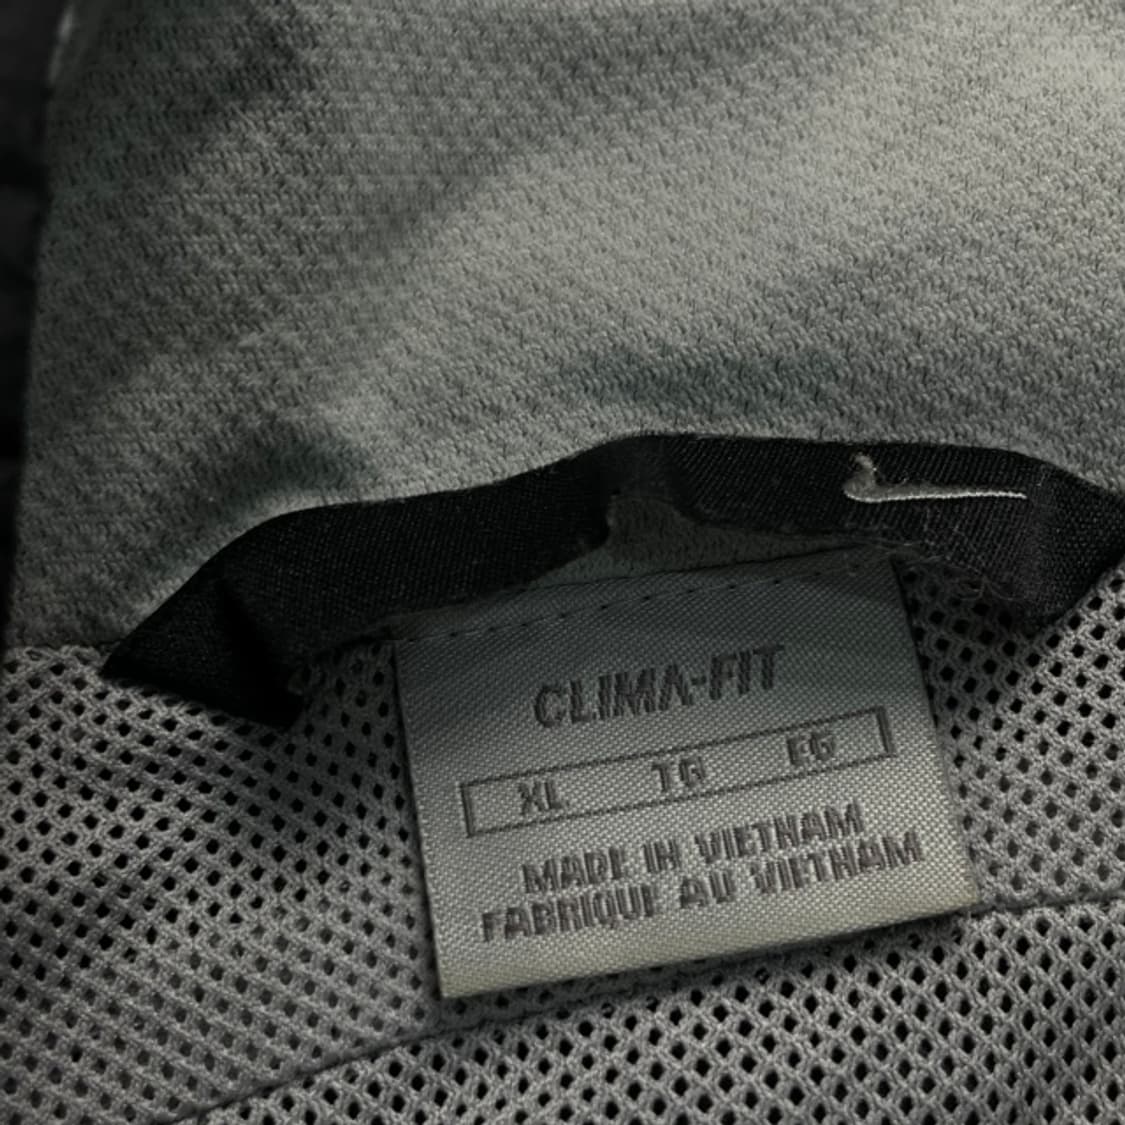 CLIMA-FIT
XL TG EG
MADE IN VIETNAM
FABRIQUE AU VIETNAM